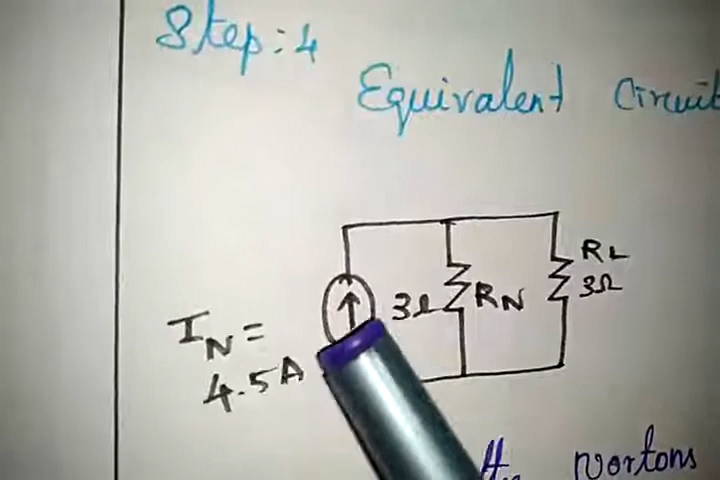 Step:4
Equivalent Circuit
RL
3Ω
3Ω RN
IN =
4.5A
nortons